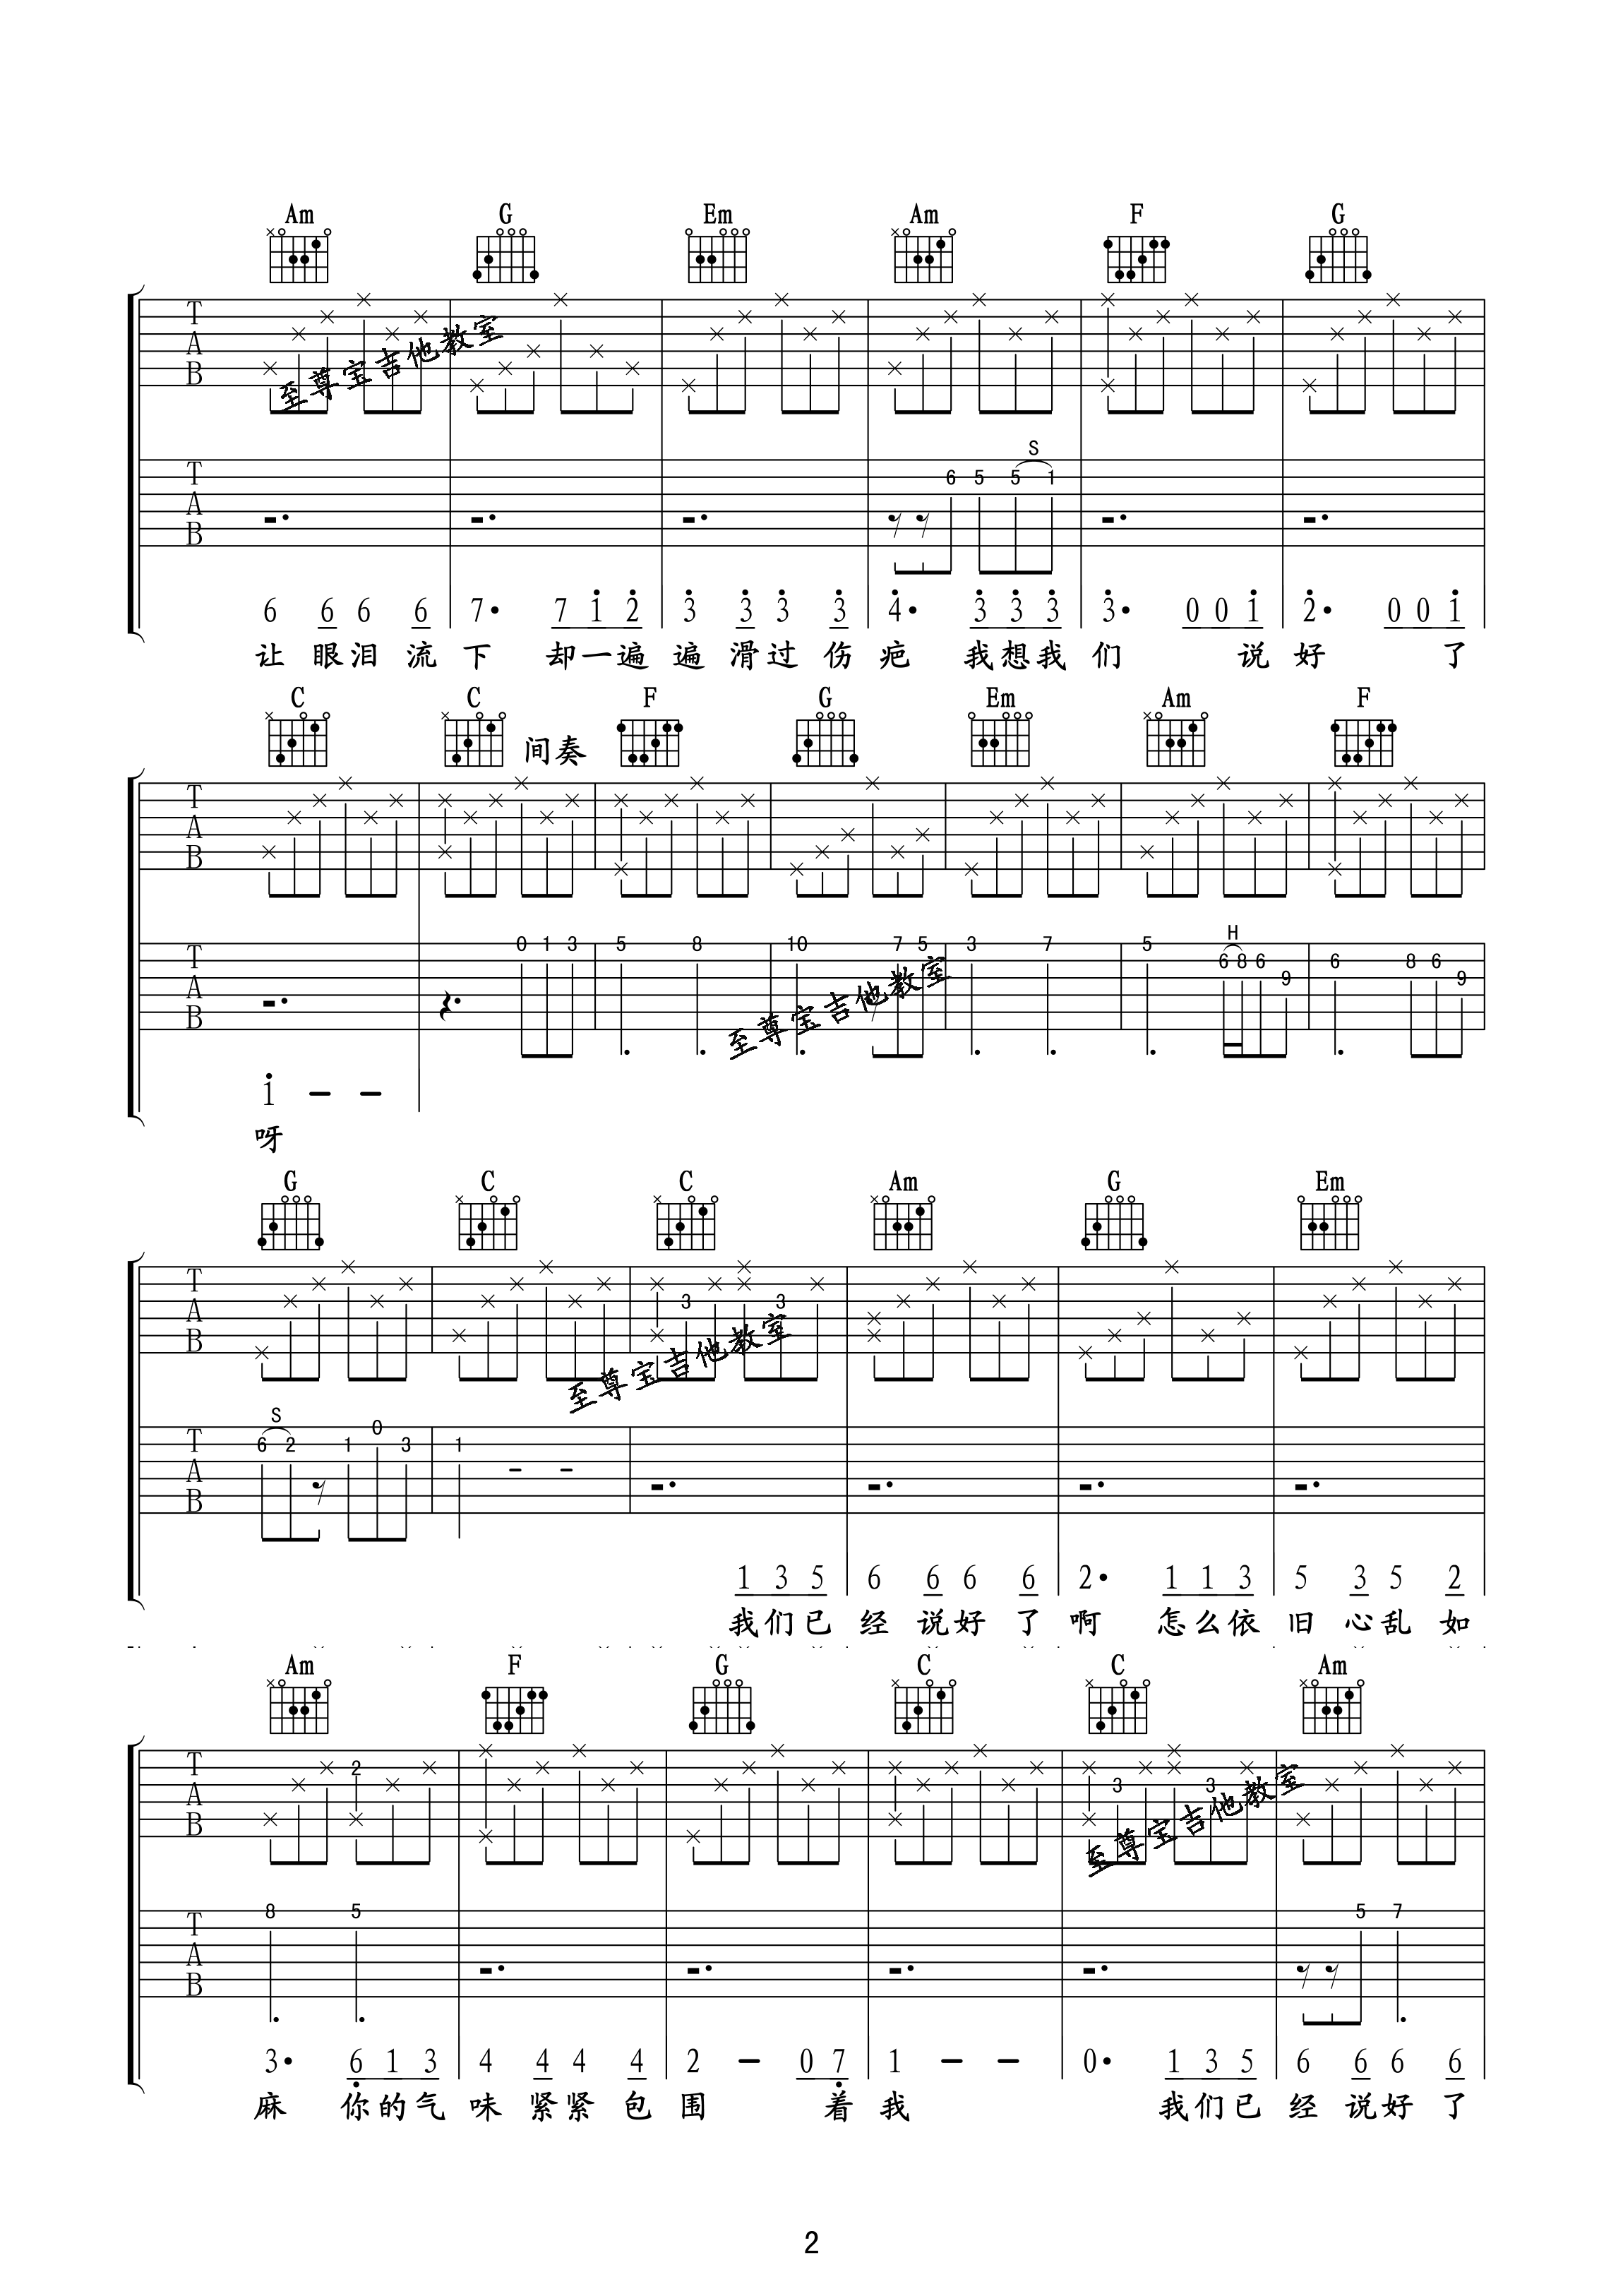 Am G Em Am F G
T A B
至尊宝吉他教室
S
T A B 6 5 5 1
6 6 6 6 7• 7 1 2 3 3 3 3 4• 3 3 3 3• 0 0 1 2• 0 0 1
让 眼泪 流 下 却一遍 遍 滑过 伤 疤 我想我 们 说 好 了
C C F G Em Am F
间奏
T A B
H
T A B 0 1 3 5 8 10 7 5 3 7 5 6 8 6 9 6 8 6 9
至尊宝吉他教室
1 – –
呀
G C C Am G Em
T A B 3 3
至尊宝吉他教室
S
T A B 6 2 1 0 3 1 – –
1 3 5 6 6 6 6 2• 1 1 3 5 3 5 2
我们已 经 说好 了 啊 怎么依 旧 心乱 如
Am F G C C Am
T A B 2 3 3
至尊宝吉他教室
T A B 8 5 5 7
3• 6 1 3 4 4 4 4 2 – 0 7 1 – – 0• 1 3 5 6 6 6 6
麻 你的气 味 紧紧 包 围 着 我 我们已 经 说好 了
2